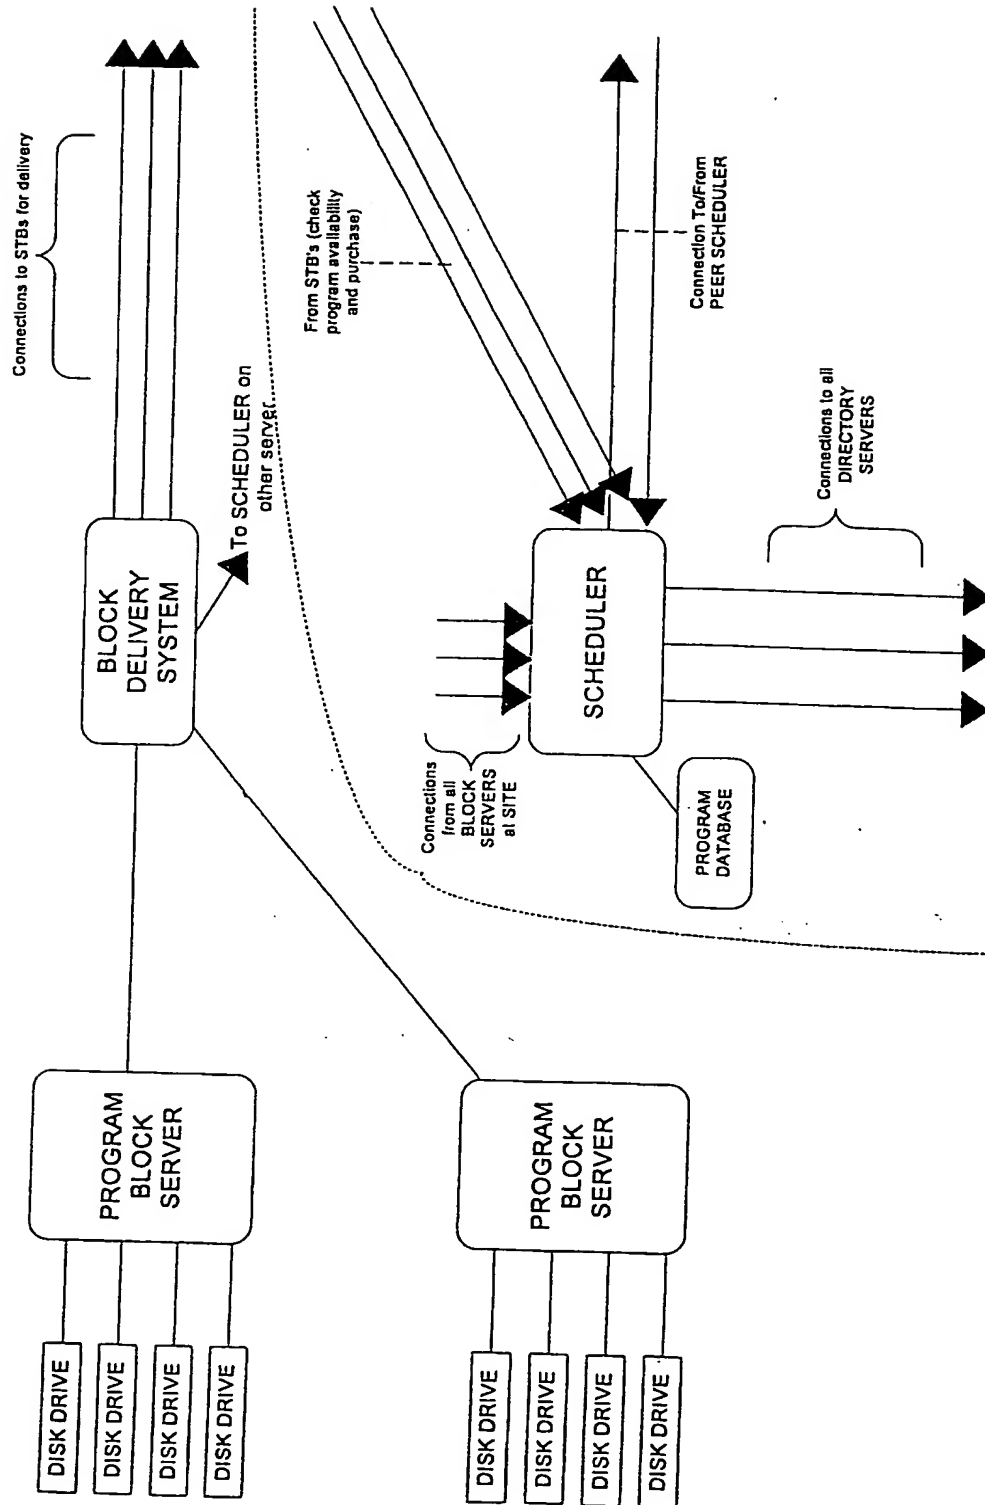 Connections to STBs for delivery
BLOCK
DELIVERY
SYSTEM
To SCHEDULER on
other server
PROGRAM
BLOCK
SERVER
DISK DRIVE
DISK DRIVE
DISK DRIVE
DISK DRIVE
From STB's (check
program availability
and purchase)
Connections
from all
BLOCK
SERVERS
at SITE
SCHEDULER
Connection To/From
PEER SCHEDULER
PROGRAM
DATABASE
Connections to all
DIRECTORY
SERVERS
PROGRAM
BLOCK
SERVER
DISK DRIVE
DISK DRIVE
DISK DRIVE
DISK DRIVE